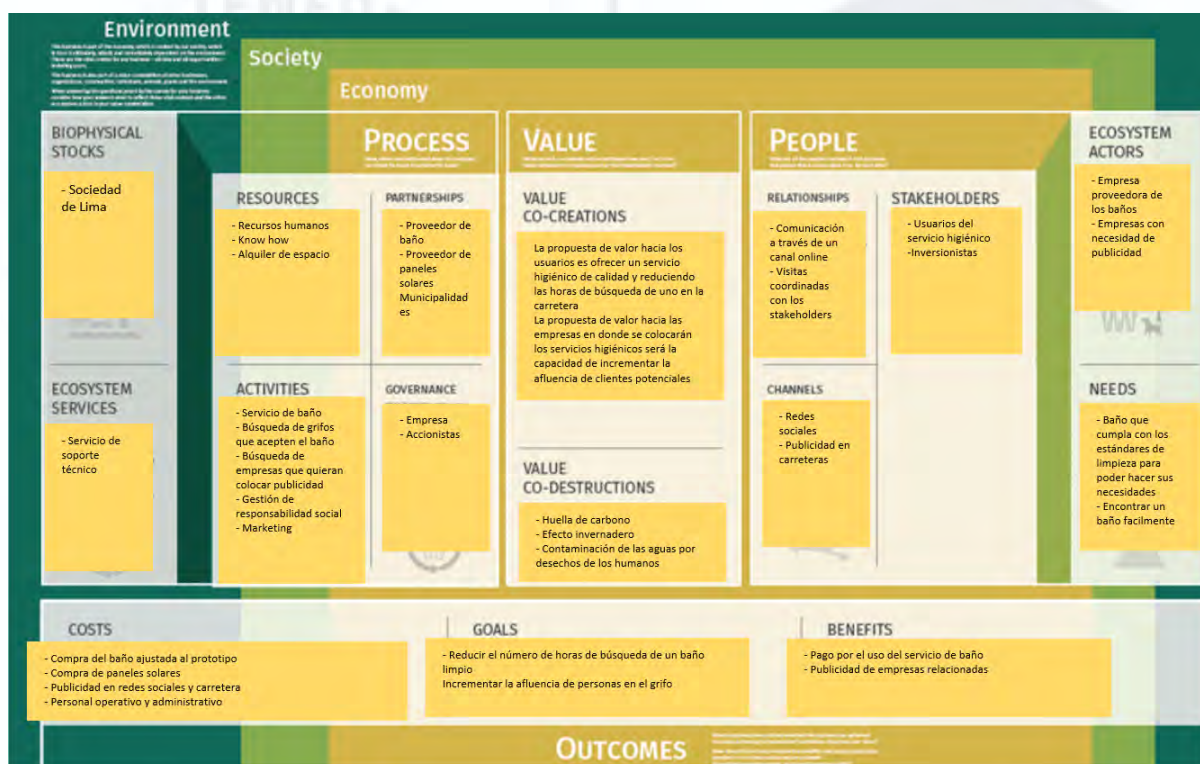 Environment
Society
Economy
BIOPHYSICAL
STOCKS
- Sociedad
de Lima
ECOSYSTEM
SERVICES
- Servicio de
soporte
técnico
PROCESS
RESOURCES
- Recursos humanos
- Know how
- Alquiler de espacio
PARTNERSHIPS
- Proveedor de
baño
- Proveedor de
paneles
solares
Municipalidad
es
ACTIVITIES
- Servicio de baño
- Búsqueda de grifos
que acepten el baño
- Búsqueda de
empresas que quieran
colocar publicidad
- Gestión de
responsabilidad social
- Marketing
GOVERNANCE
- Empresa
- Accionistas
VALUE
VALUE
CO-CREATIONS
La propuesta de valor hacia los
usuarios es ofrecer un servicio
higiénico de calidad y reduciendo
las horas de búsqueda de uno en la
carretera
La propuesta de valor hacia las
empresas en donde se colocarán
los servicios higiénicos será la
capacidad de incrementar la
afluencia de clientes potenciales
VALUE
CO-DESTRUCTIONS
- Huella de carbono
- Efecto invernadero
- Contaminación de las aguas por
desechos de los humanos
PEOPLE
RELATIONSHIPS
- Comunicación
a través de un
canal online
- Visitas
coordinadas
con los
stakeholders
STAKEHOLDERS
- Usuarios del
servicio higiénico
-Inversionistas
CHANNELS
- Redes
sociales
- Publicidad en
carreteras
ECOSYSTEM
ACTORS
- Empresa
proveedora de
los baños
- Empresas con
necesidad de
publicidad
NEEDS
- Baño que
cumpla con los
estándares de
limpieza para
poder hacer sus
necesidades
- Encontrar un
baño facilmente
COSTS
- Compra del baño ajustada al prototipo
- Compra de paneles solares
- Publicidad en redes sociales y carretera
- Personal operativo y administrativo
GOALS
- Reducir el número de horas de búsqueda de un baño
limpio
Incrementar la afluencia de personas en el grifo
BENEFITS
- Pago por el uso del servicio de baño
- Publicidad de empresas relacionadas
OUTCOMES